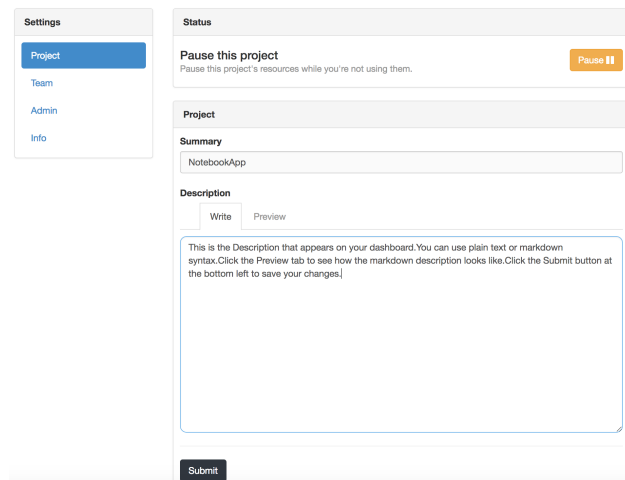 Settings
Project
Team
Admin
Info
Status
Pause this project
Pause this project's resources while you're not using them.
Pause
Project
Summary
NotebookApp
Description
Write
Preview
This is the Description that appears on your dashboard.You can use plain text or markdown
syntax.Click the Preview tab to see how the markdown description looks like.Click the Submit button at
the bottom left to save your changes.
Submit